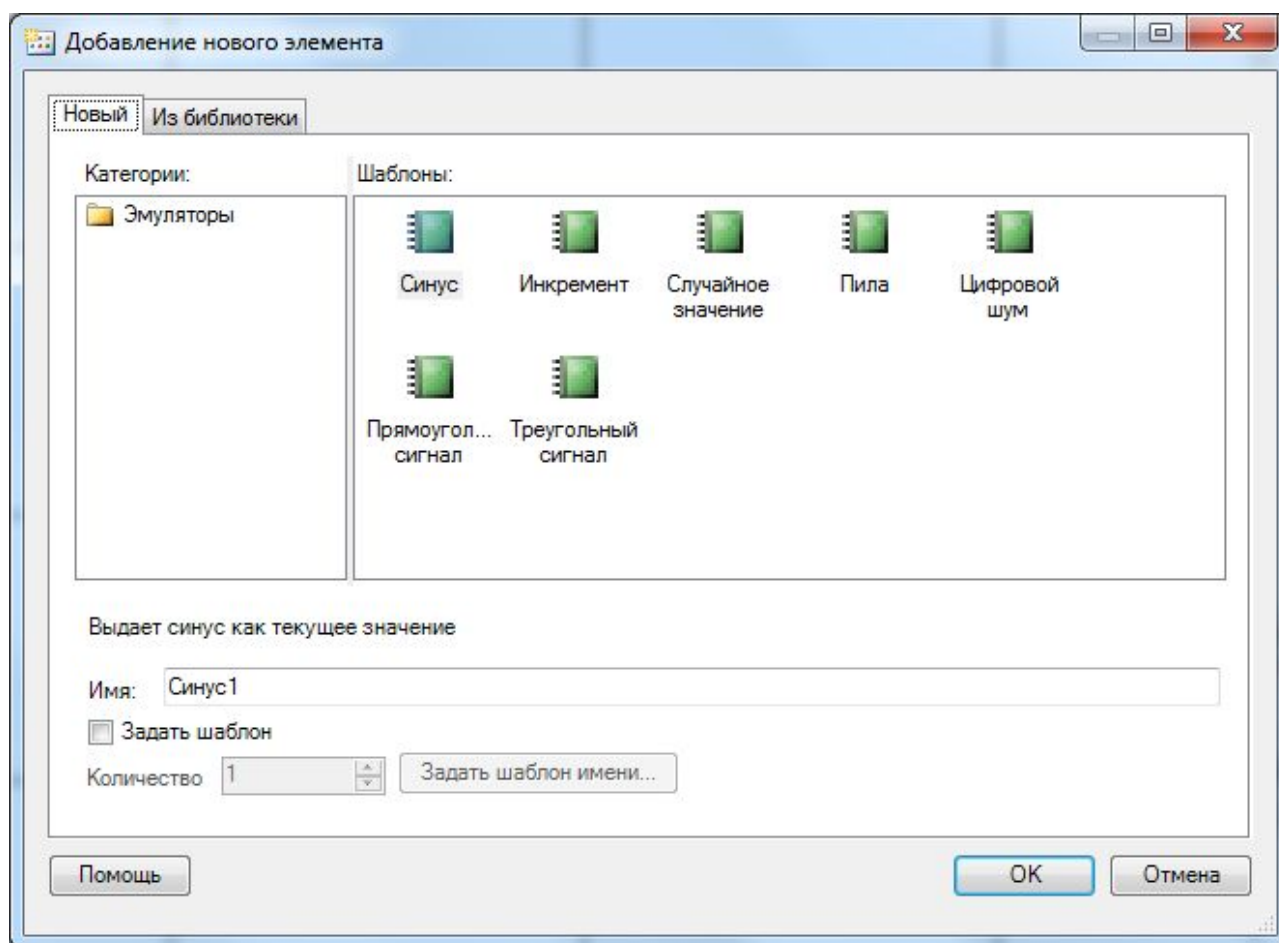 Добавление нового элемента
Новый
Из библиотеки
Категории:
Шаблоны:
Эмуляторы
Синус
Инкремент
Случайное
значение
Пила
Цифровой
шум
Прямоугол...
сигнал
Треугольный
сигнал
Выдает синус как текущее значение
Имя: Синус1
Задать шаблон
Количество 1 Задать шаблон имени...
Помощь
OK
Отмена